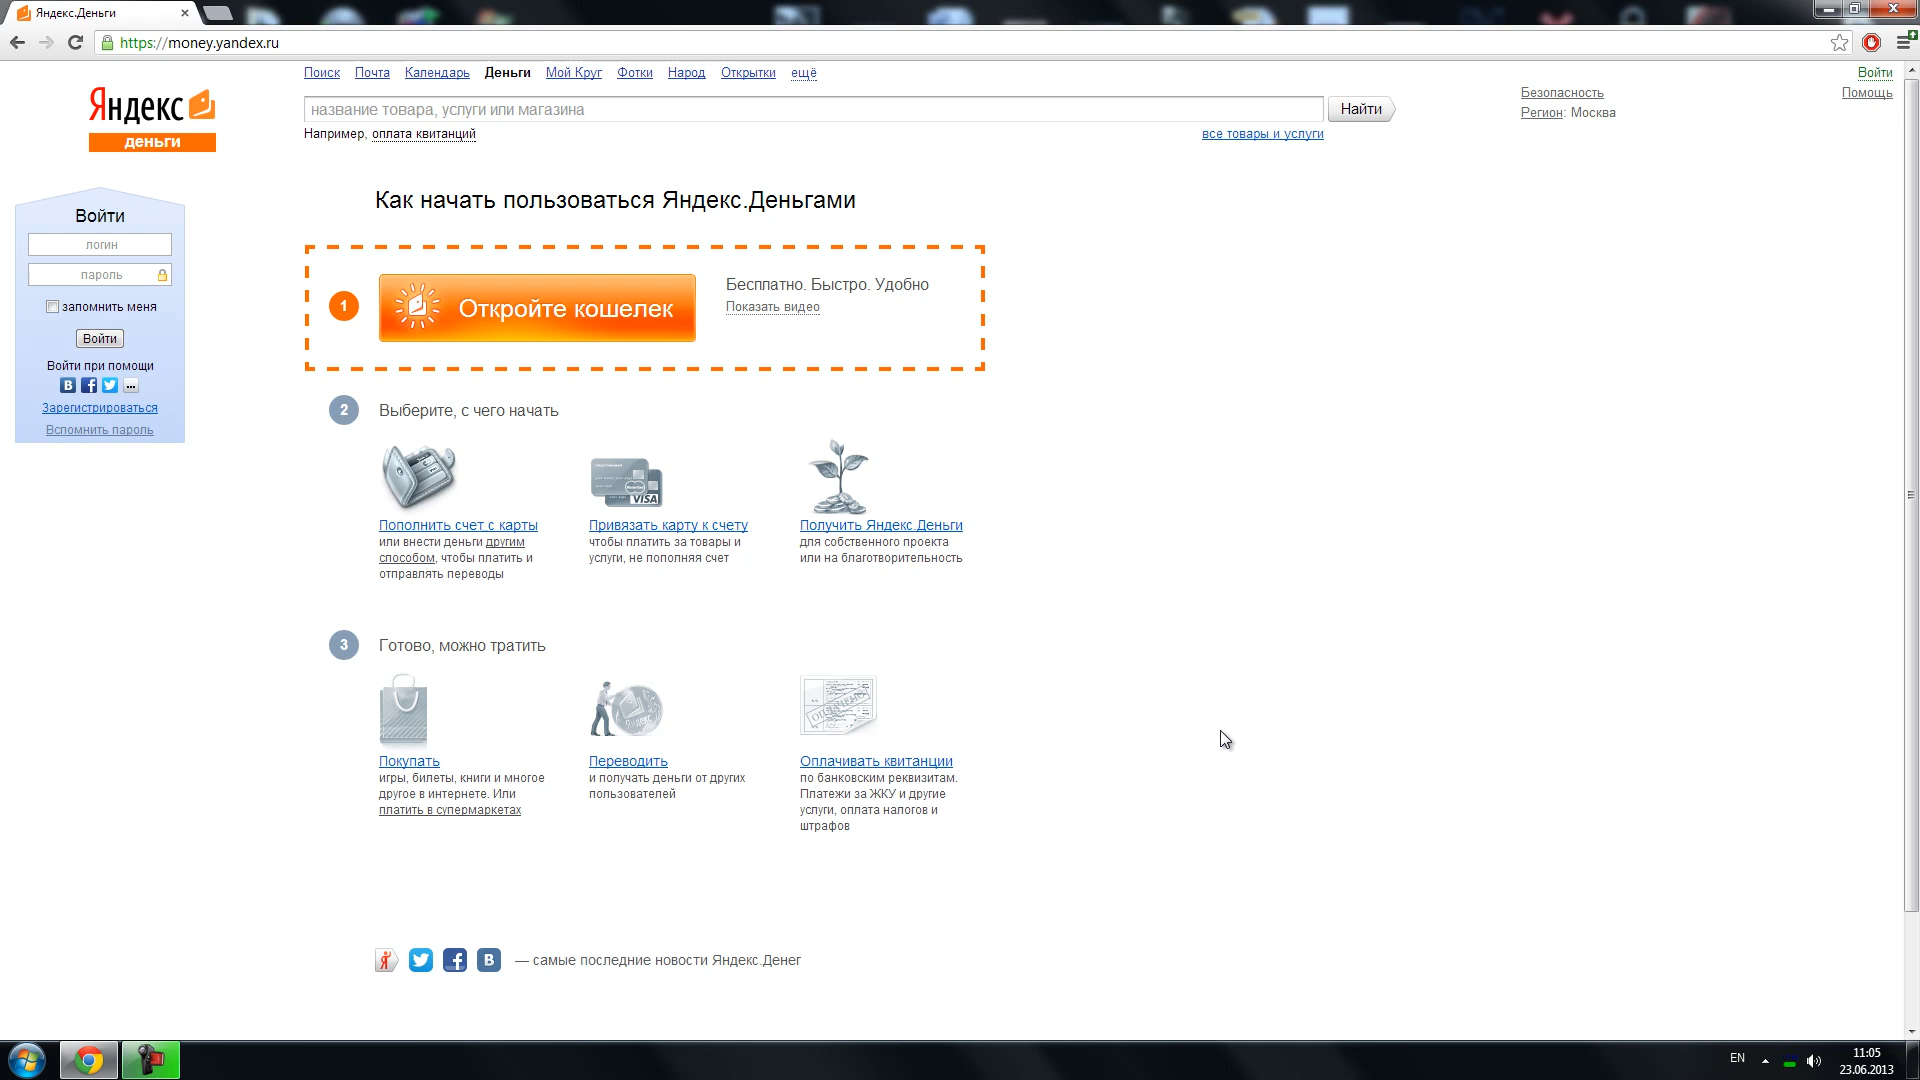 Яндекс.Деньги
https://money.yandex.ru
Поиск Почта Календарь Деньги Мой Круг Фотки Народ Открытки ещё
Войти
Помощь
Яндекс
деньги
название товара, услуги или магазина
Найти
Например, оплата квитанций
все товары и услуги
Безопасность
Регион: Москва
Войти
логин
пароль
запомнить меня
Войти
Войти при помощи
Зарегистрироваться
Вспомнить пароль
Как начать пользоваться Яндекс.Деньгами
1
Откройте кошелек
Бесплатно. Быстро. Удобно
Показать видео
2
Выберите, с чего начать
VISA
Пополнить счет с карты
или внести деньги другим
способом, чтобы платить и
отправлять переводы
Привязать карту к счету
чтобы платить за товары и
услуги, не пополняя счет
Получить Яндекс.Деньги
для собственного проекта
или на благотворительность
3
Готово, можно тратить
Покупать
игры, билеты, книги и многое
другое в интернете. Или
платить в супермаркетах
Переводить
и получать деньги от других
пользователей
Оплачивать квитанции
по банковским реквизитам.
Платежи за ЖКУ и другие
услуги, оплата налогов и
штрафов
— самые последние новости Яндекс.Денег
EN
11:05
23.06.2013